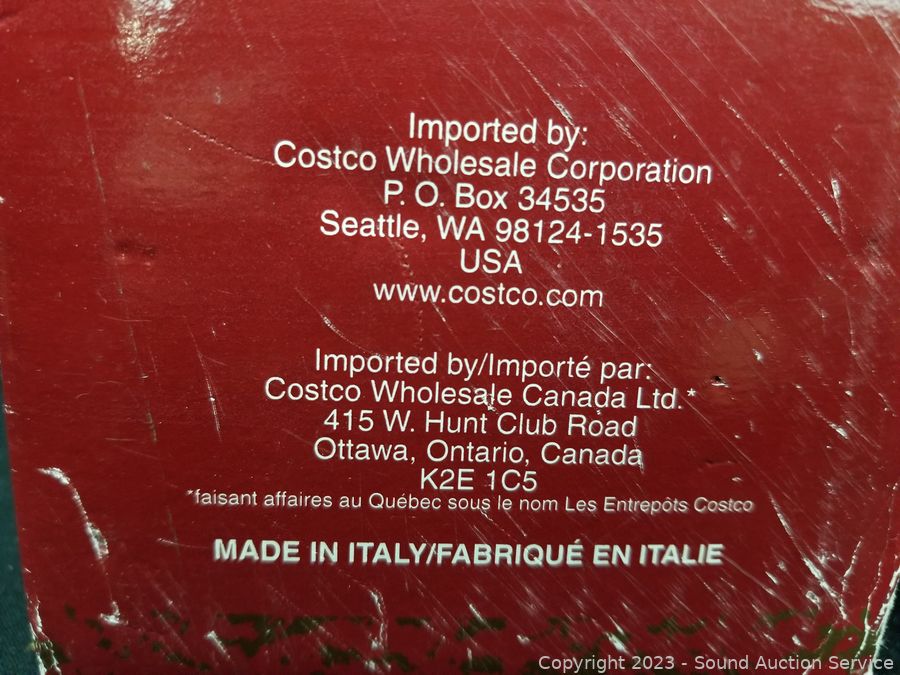 Imported by:
Costco Wholesale Corporation
P. O. Box 34535
Seattle, WA 98124-1535
USA
www.costco.com
Imported by/Importé par:
Costco Wholesale Canada Ltd.*
415 W. Hunt Club Road
Ottawa, Ontario, Canada
K2E 1C5
*faisant affaires au Québec sous le nom Les Entrepôts Costco
MADE IN ITALY/FABRIQUÉ EN ITALIE
Copyright 2023 - Sound Auction Service